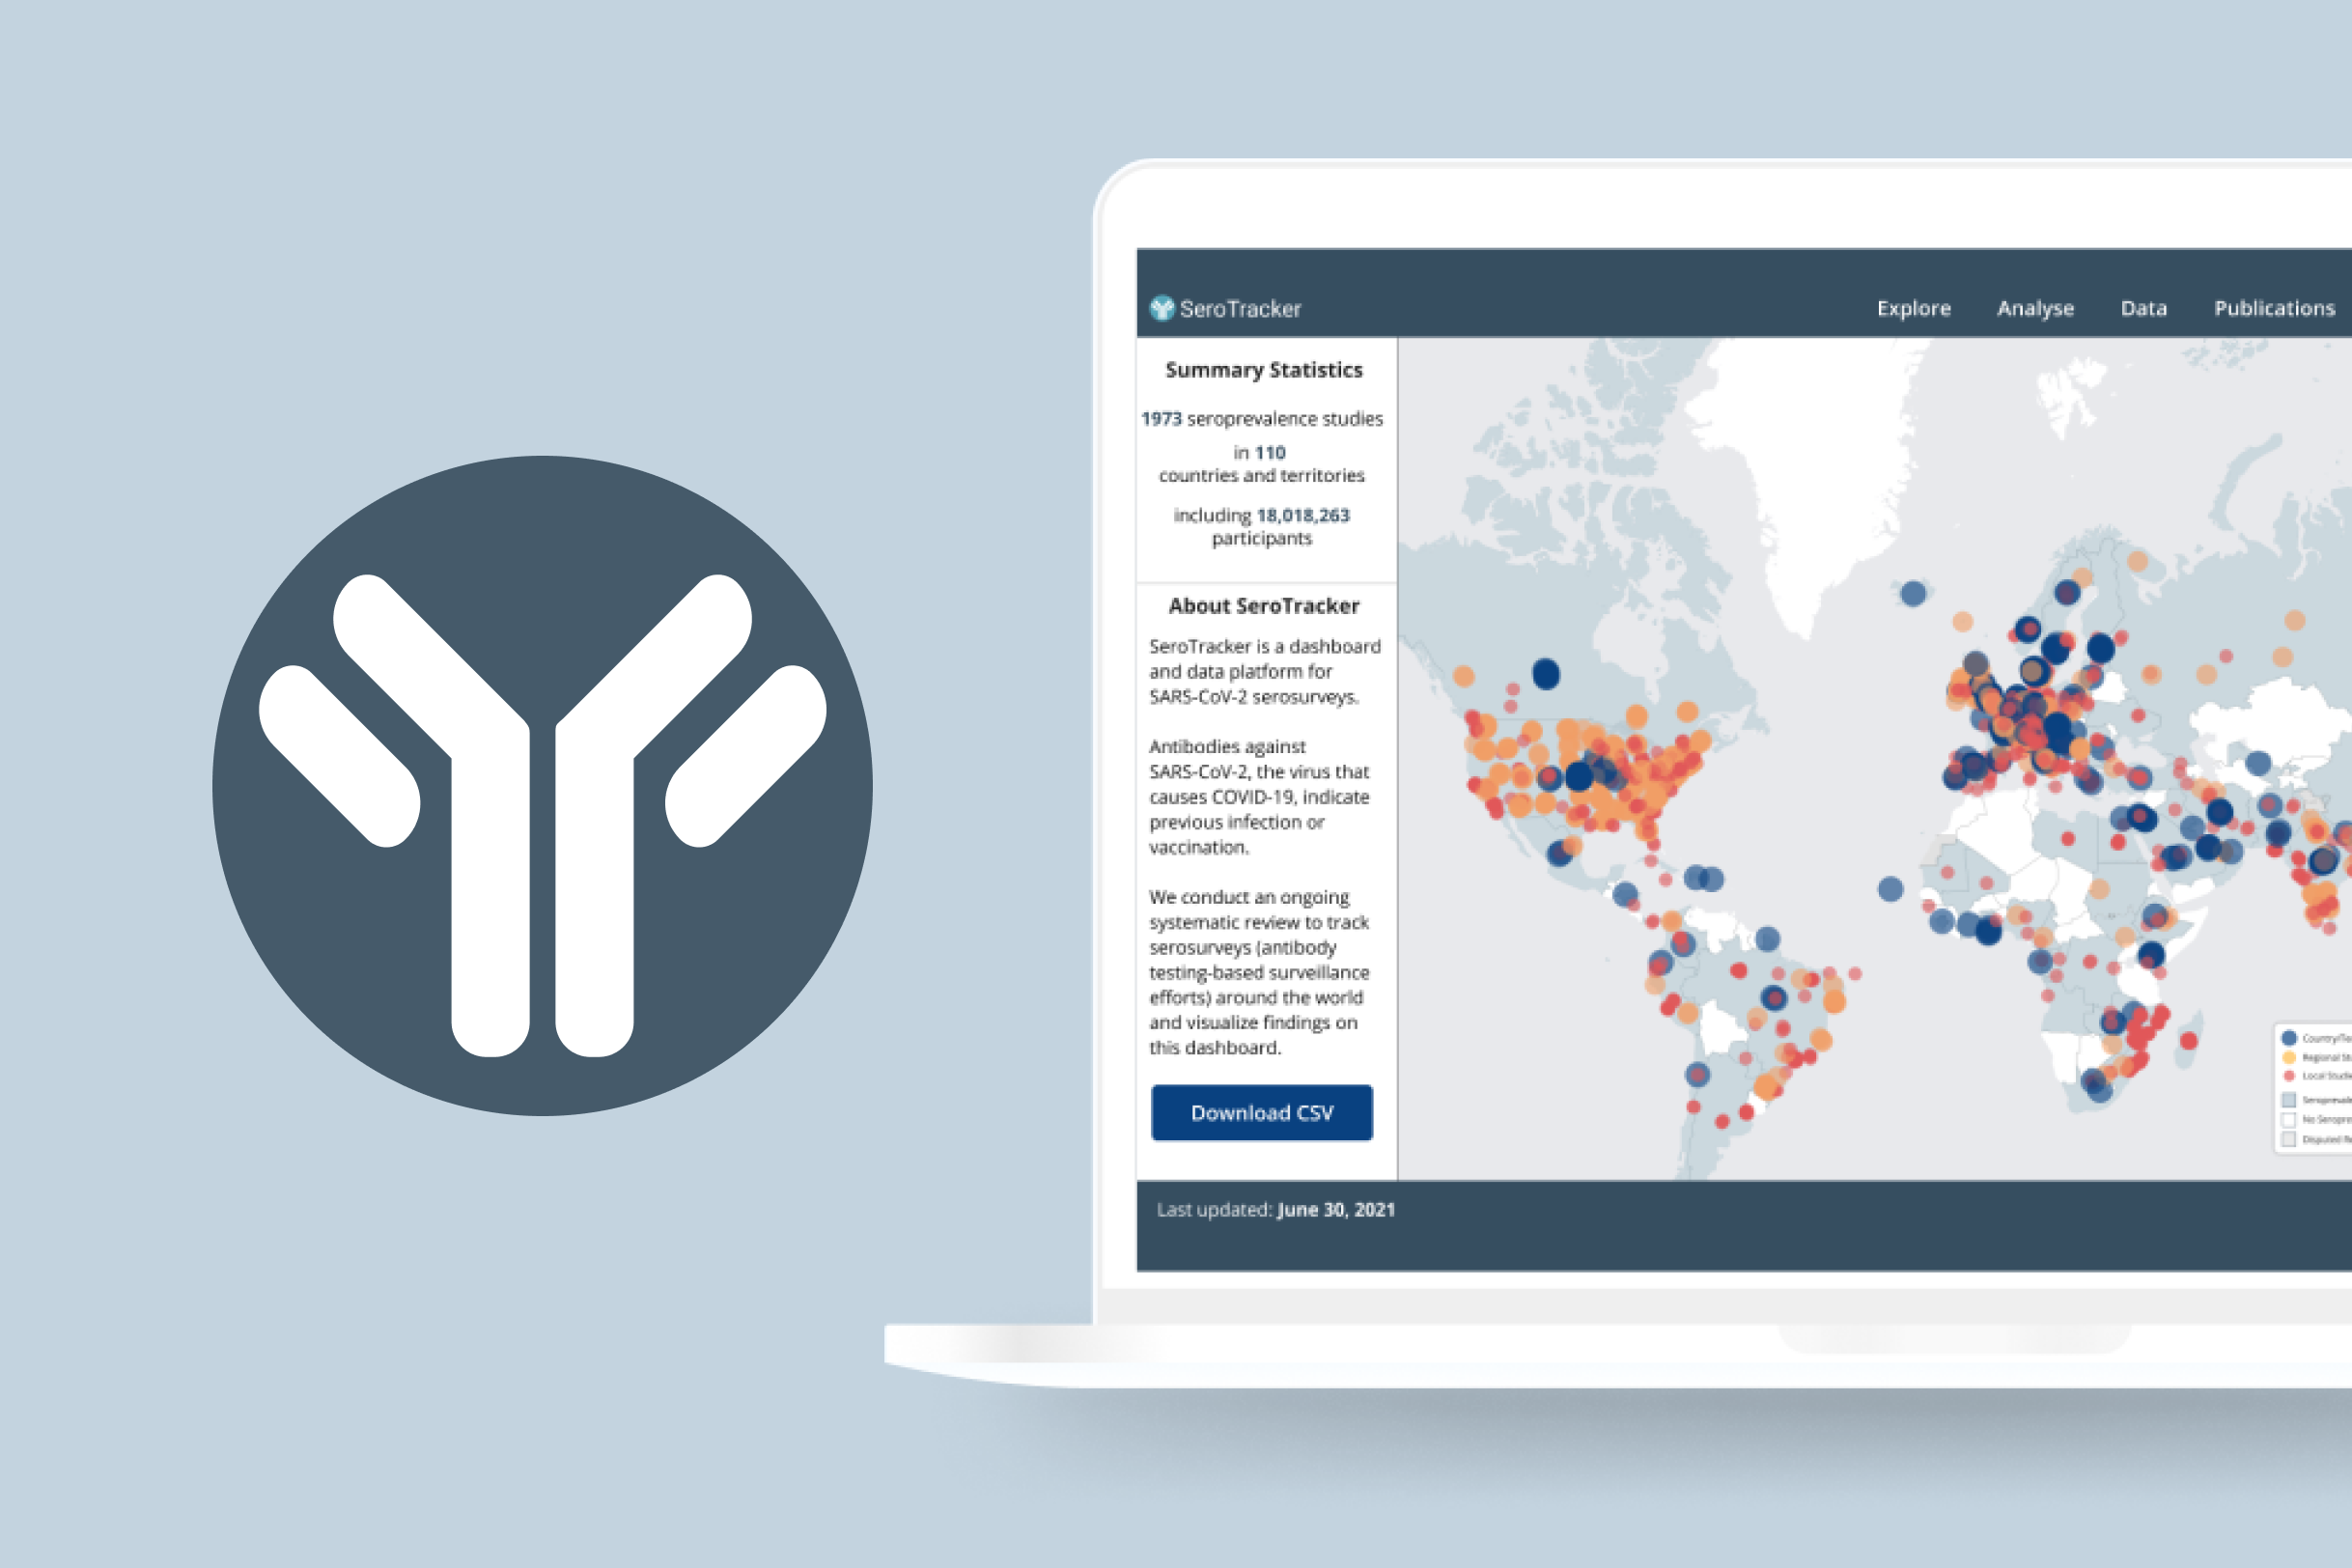 SeroTracker
Explore Analyse Data Publications
Summary Statistics
1973 seroprevalence studies
in 110
countries and territories
including 18,018,263
participants
About SeroTracker
SeroTracker is a dashboard
and data platform for
SARS-CoV-2 serosurveys.
Antibodies against
SARS-CoV-2, the virus that
causes COVID-19, indicate
previous infection or
vaccination.
We conduct an ongoing
systematic review to track
serosurveys (antibody
testing-based surveillance
efforts) around the world
and visualize findings on
this dashboard.
Download CSV
Regional
Local
No
Disputed
Last updated: June 30, 2021